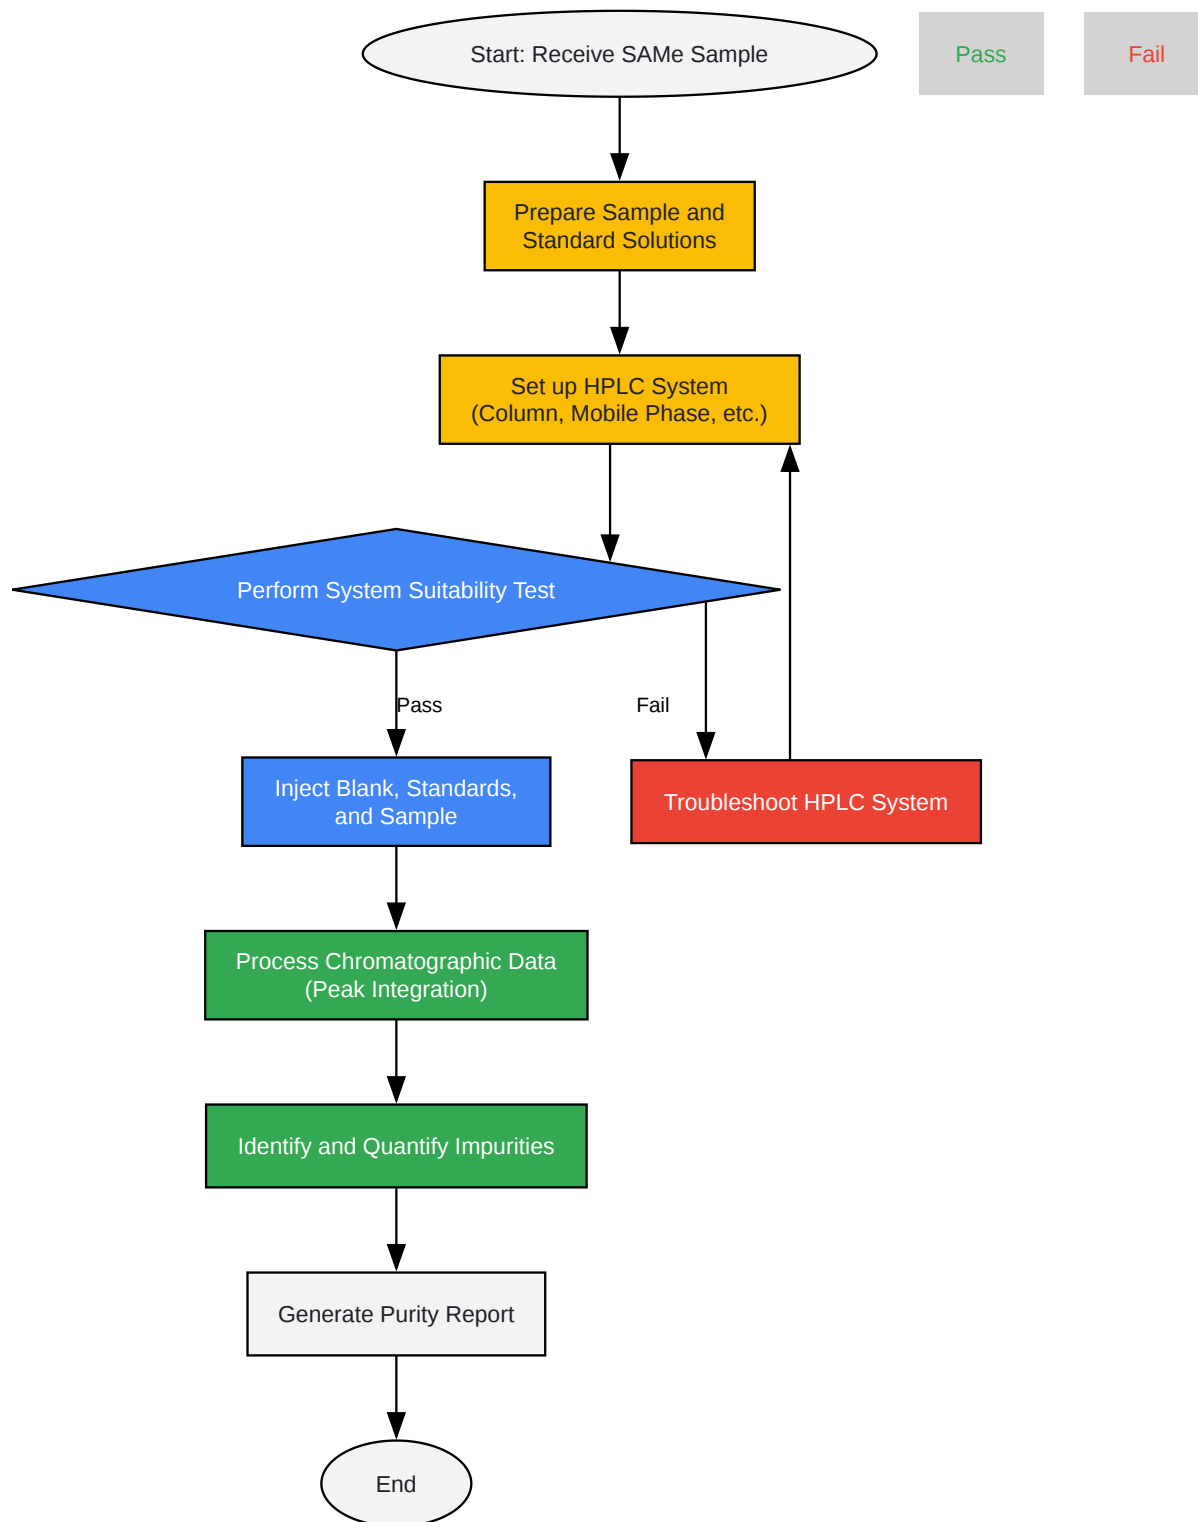 Start: Receive SAMe Sample
Pass
Fail
Prepare Sample and
Standard Solutions
Set up HPLC System
(Column, Mobile Phase, etc.)
Perform System Suitability Test
Pass
Fail
Inject Blank, Standards,
and Sample
Troubleshoot HPLC System
Process Chromatographic Data
(Peak Integration)
Identify and Quantify Impurities
Generate Purity Report
End